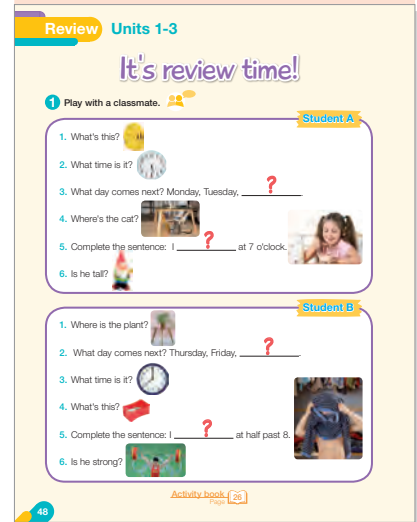 Review Units 1-3
It's review time!
1 Play with a classmate.
Student A
1. What's this?
2. What time is it?
3. What day comes next? Monday, Tuesday, ? .
4. Where's the cat?
5. Complete the sentence: I ? at 7 o'clock.
6. Is he tall?
Student B
1. Where is the plant?
2. What day comes next? Thursday, Friday, ? .
3. What time is it?
4. What's this?
5. Complete the sentence: I ? at half past 8.
6. Is he strong?
Activity book
Page 26
48